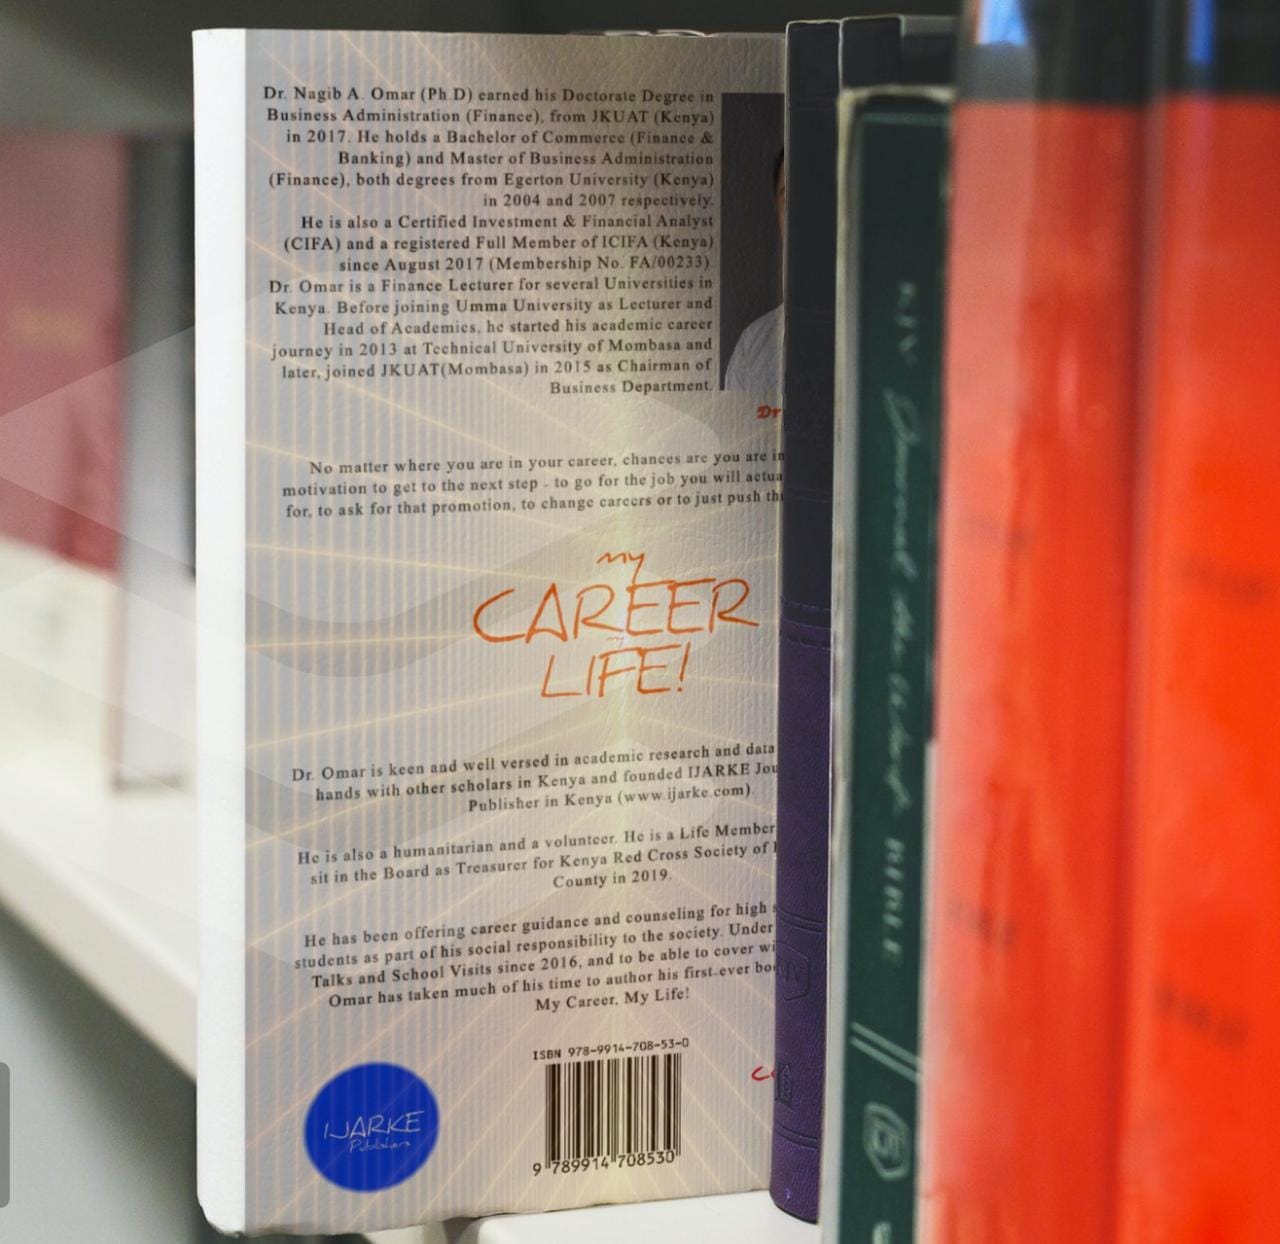 Dr. Nagib A. Omar (Ph.D) earned his Doctorate Degree in
Business Administration (Finance), from JKUAT (Kenya)
in 2017. He holds a Bachelor of Commerce (Finance &
Banking) and Master of Business Administration
(Finance), both degrees from Egerton University (Kenya)
in 2004 and 2007 respectively.
He is also a Certified Investment & Financial Analyst
(CIFA) and a registered Full Member of ICIFA (Kenya)
since August 2017 (Membership No. FA/00233)
Dr. Omar is a Finance Lecturer for several Universities in
Kenya. Before joining Umma University as Lecturer and
Head of Academics, he started his academic career
journey in 2013 at Technical University of Mombasa and
later, joined JKUAT(Mombasa) in 2015 as Chairman of
Business Department.
Dr
No matter where you are in your career, chances are you are in
motivation to get to the next step - to go for the job you will
for, to ask for that promotion, to change careers or to just push
my
CAREER
my
LIFE!
Dr. Omar is keen and well versed in academic research and data
hands with other scholars in Kenya and founded IJARKE
Publisher in Kenya (www.ijarke.com)
He is also a humanitarian and a volunteer. He is a Life Member
sit in the Board as Treasurer for Kenya Red Cross Society of
County in 2019.
He has been offering career guidance and counseling for high
students as part of his social responsibility to the society. Under
Talks and School Visits since 2016, and to be able to cover
Omar has taken much of his time to author his first-ever
My Career, My Life!
ISBN 978-9914-708-53-0
9 789914 708530
IJARKE
Publishers
NIV
BIBLE